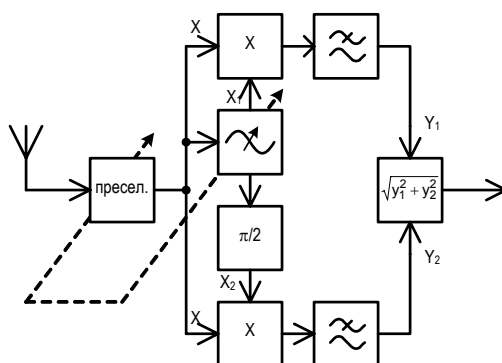 X
X
X₁
Y₁
пресел.
√y₁² + y₂²
π/2
X₂
Y₂
X
X